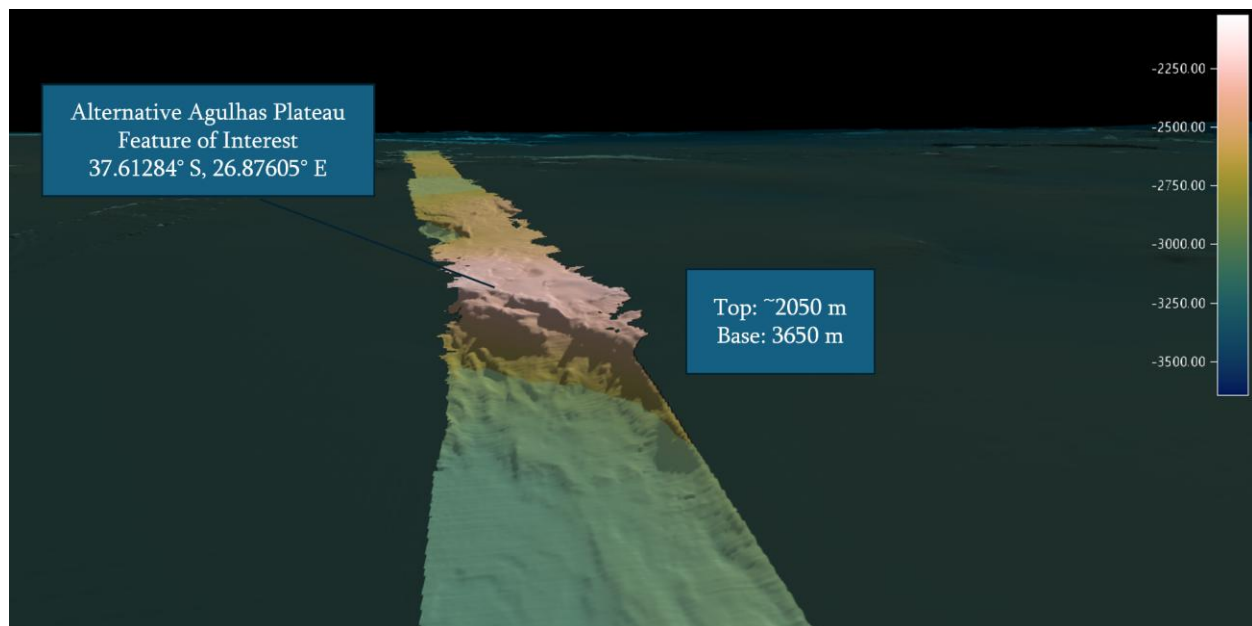 Alternative Agulhas Plateau
Feature of Interest
37.61284° S, 26.87605° E
Top: ~2050 m
Base: 3650 m
-2250.00
-2500.00
-2750.00
-3000.00
-3250.00
-3500.00